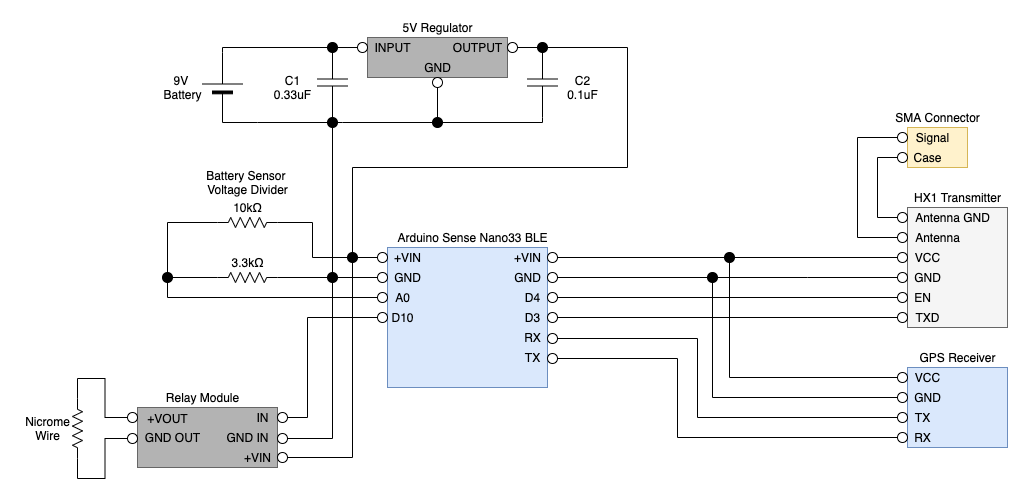 5V Regulator
INPUT
OUTPUT
GND
9V
Battery
C1
0.33uF
C2
0.1uF
SMA Connector
Signal
Case
Battery Sensor
Voltage Divider
10kΩ
3.3kΩ
HX1 Transmitter
Antenna GND
Antenna
VCC
GND
EN
TXD
Arduino Sense Nano33 BLE
+VIN
GND
A0
D10
+VIN
GND
D4
D3
RX
TX
GPS Receiver
VCC
GND
TX
RX
Relay Module
+VOUT
GND OUT
IN
GND IN
+VIN
Nicrome
Wire